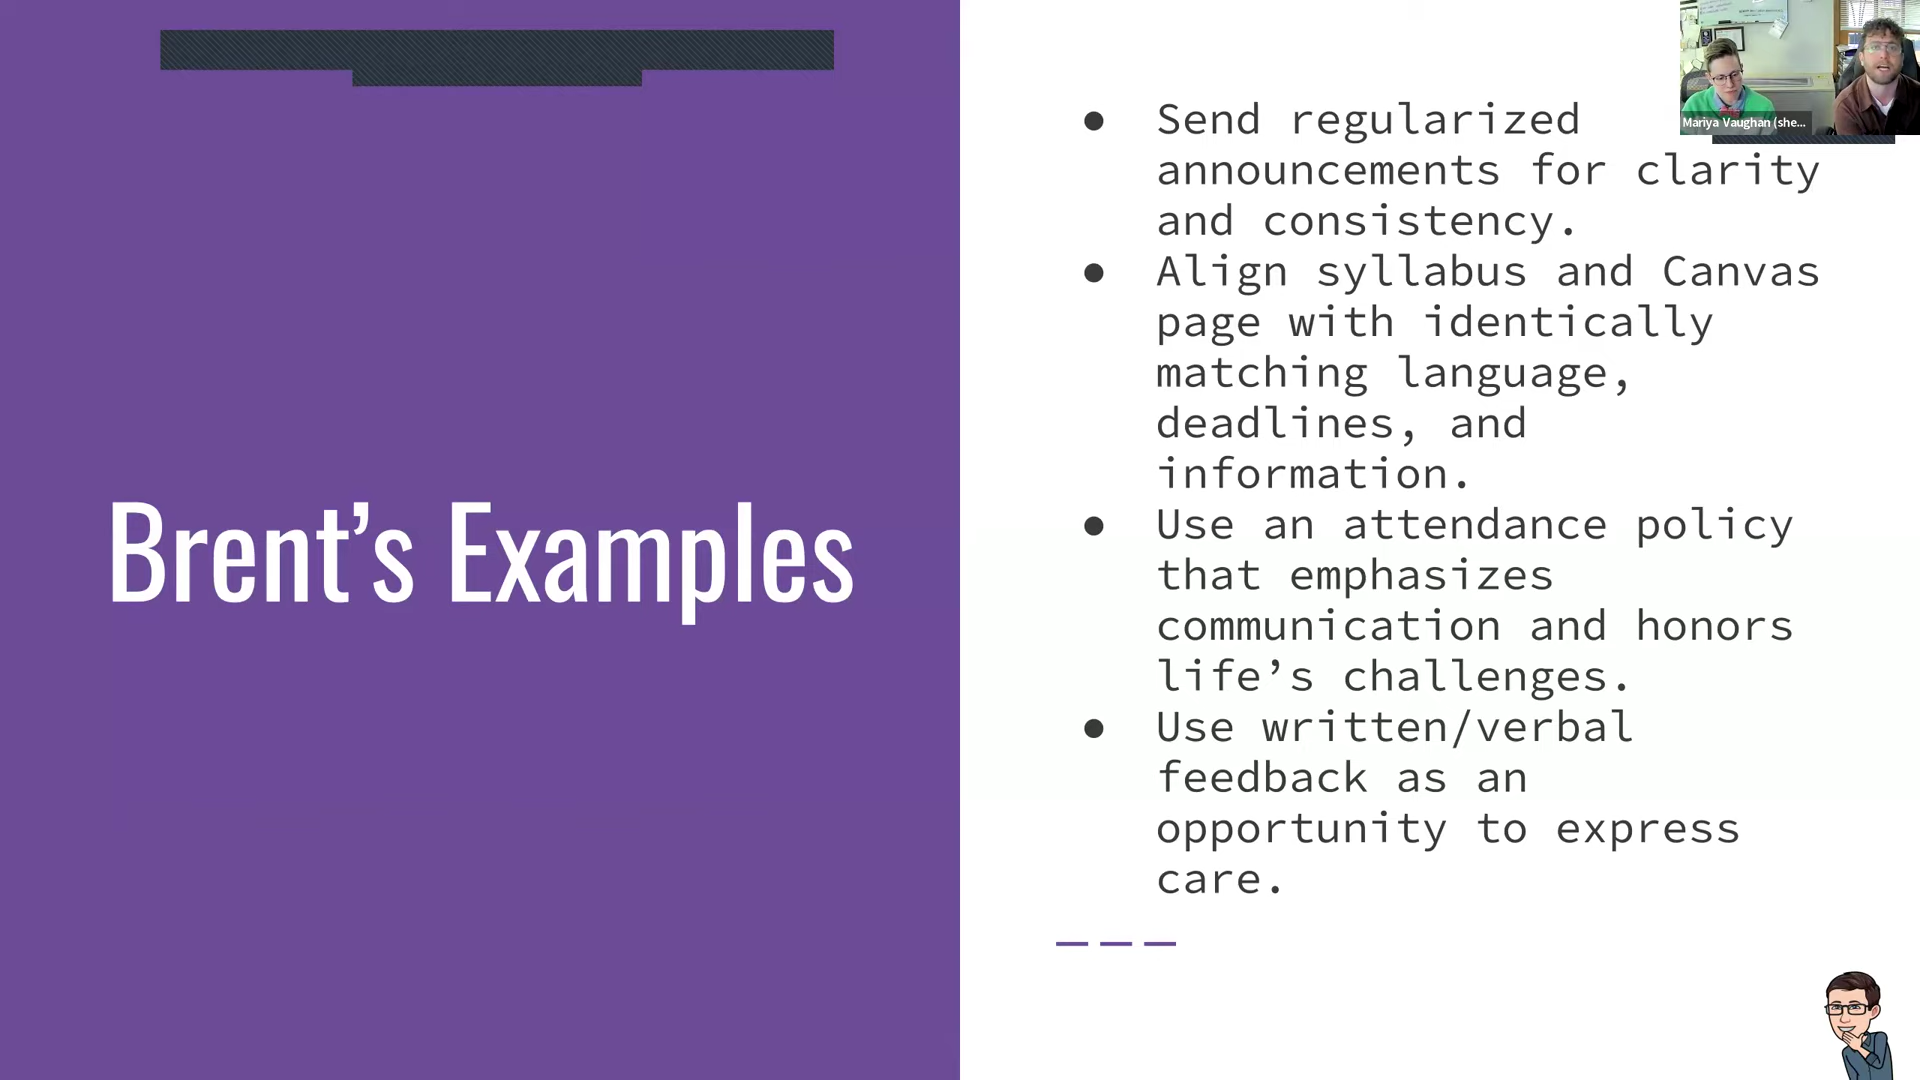 Brent’s Examples
Send regularized
announcements for clarity
and consistency.
Align syllabus and Canvas
page with identically
matching language,
deadlines, and
information.
Use an attendance policy
that emphasizes
communication and honors
life’s challenges.
Use written/verbal
feedback as an
opportunity to express
care.
Mariya Vaughan (she...